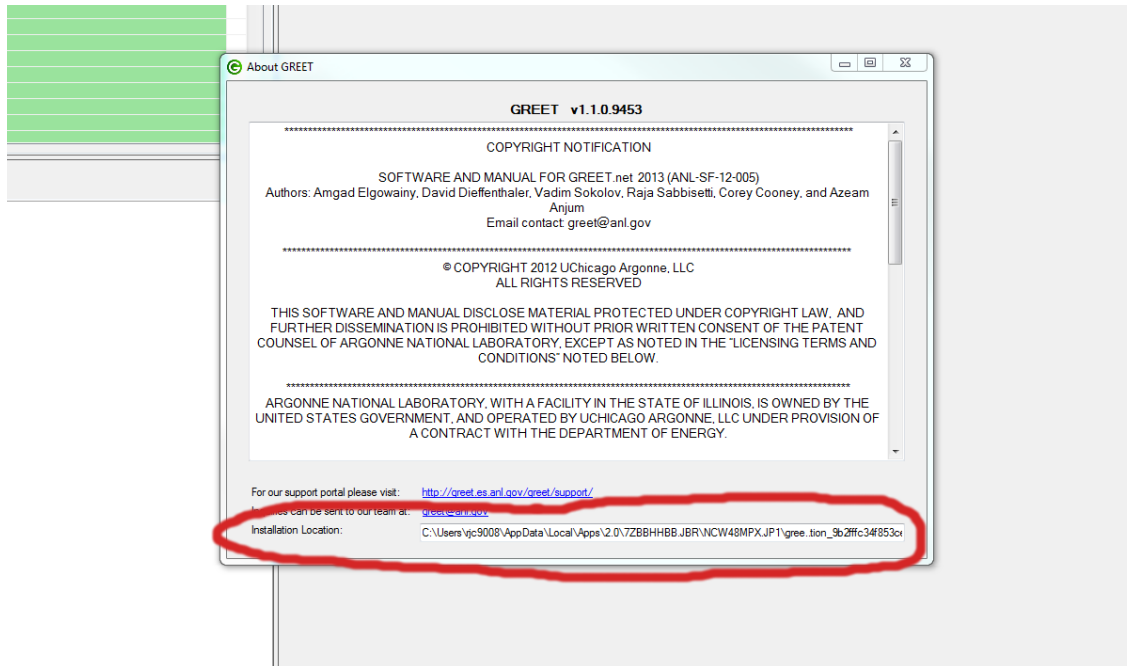 About GREET
GREET v1.1.0.9453
******************************************************************************************************************************
COPYRIGHT NOTIFICATION
SOFTWARE AND MANUAL FOR GREET.net 2013 (ANL-SF-12-005)
Authors: Amgad Elgowainy, David Dieffenthaler, Vadim Sokolov, Raja Sabbisetti, Corey Cooney, and Azeam
Anjum
Email contact: greet@anl.gov
******************************************************************************************************************************
© COPYRIGHT 2012 UChicago Argonne, LLC
ALL RIGHTS RESERVED
THIS SOFTWARE AND MANUAL DISCLOSE MATERIAL PROTECTED UNDER COPYRIGHT LAW, AND
FURTHER DISSEMINATION IS PROHIBITED WITHOUT PRIOR WRITTEN CONSENT OF THE PATENT
COUNSEL OF ARGONNE NATIONAL LABORATORY, EXCEPT AS NOTED IN THE "LICENSING TERMS AND
CONDITIONS" NOTED BELOW.
******************************************************************************************************************************
ARGONNE NATIONAL LABORATORY, WITH A FACILITY IN THE STATE OF ILLINOIS, IS OWNED BY THE
UNITED STATES GOVERNMENT, AND OPERATED BY UCHICAGO ARGONNE, LLC UNDER PROVISION OF
A CONTRACT WITH THE DEPARTMENT OF ENERGY.
For our support portal please visit: http://greet.es.anl.gov/greet/support/
can be sent to our team at: greet@anl.gov
Installation Location: C:\Users\rjc9008\AppData\Local\Apps\2.0\7ZBBHHBB.JBR\NCW48MPX.JP1\gree..tion_9b2fffc34f853ce